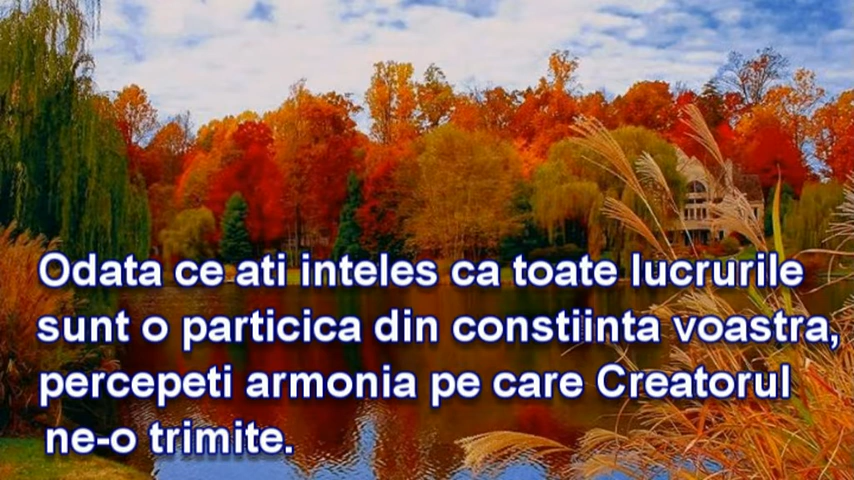 Odata ce ati inteles ca toate lucrurile
sunt o particica din constiinta voastra,
percepeti armonia pe care Creatorul
ne-o trimite.